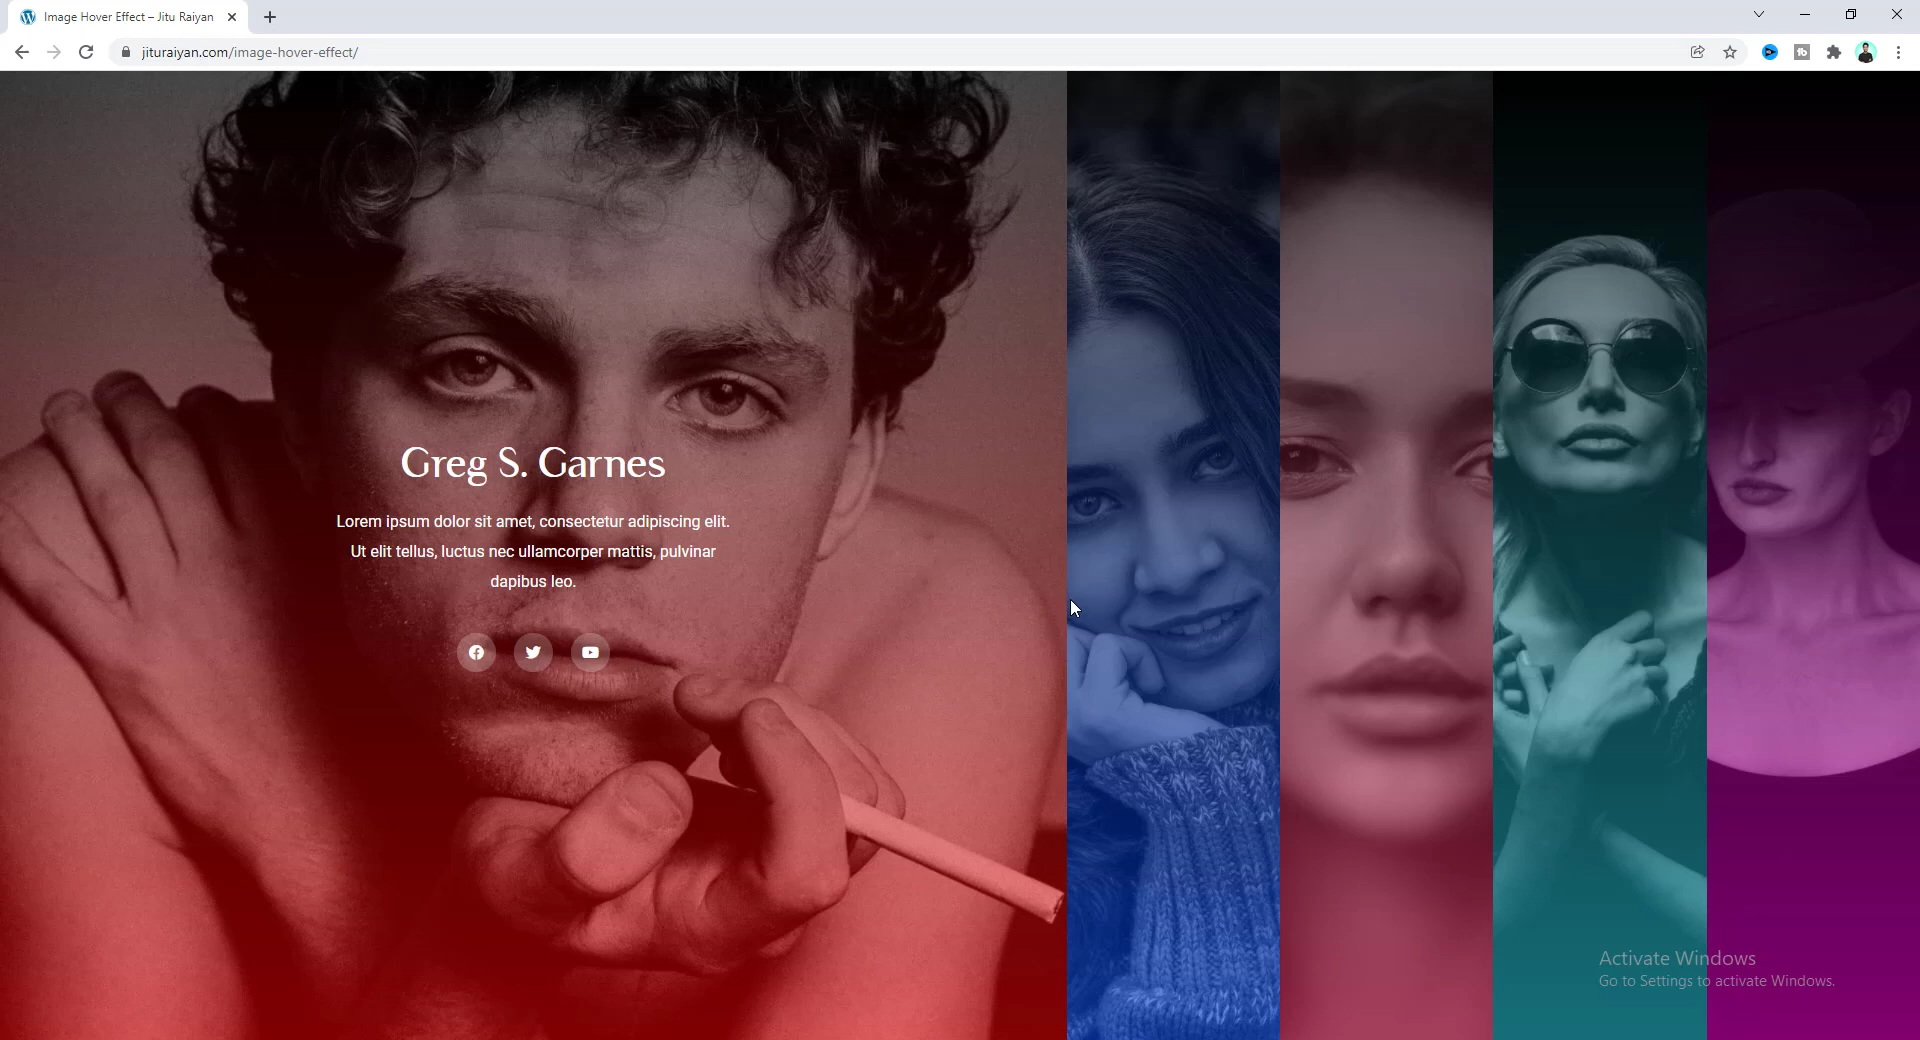 Image Hover Effect – Jitu Raiyan
jituraiyan.com/image-hover-effect/
Greg S. Garnes
Lorem ipsum dolor sit amet, consectetur adipiscing elit.
Ut elit tellus, luctus nec ullamcorper mattis, pulvinar
dapibus leo.
Activate Windows
Go to Settings to activate Windows.